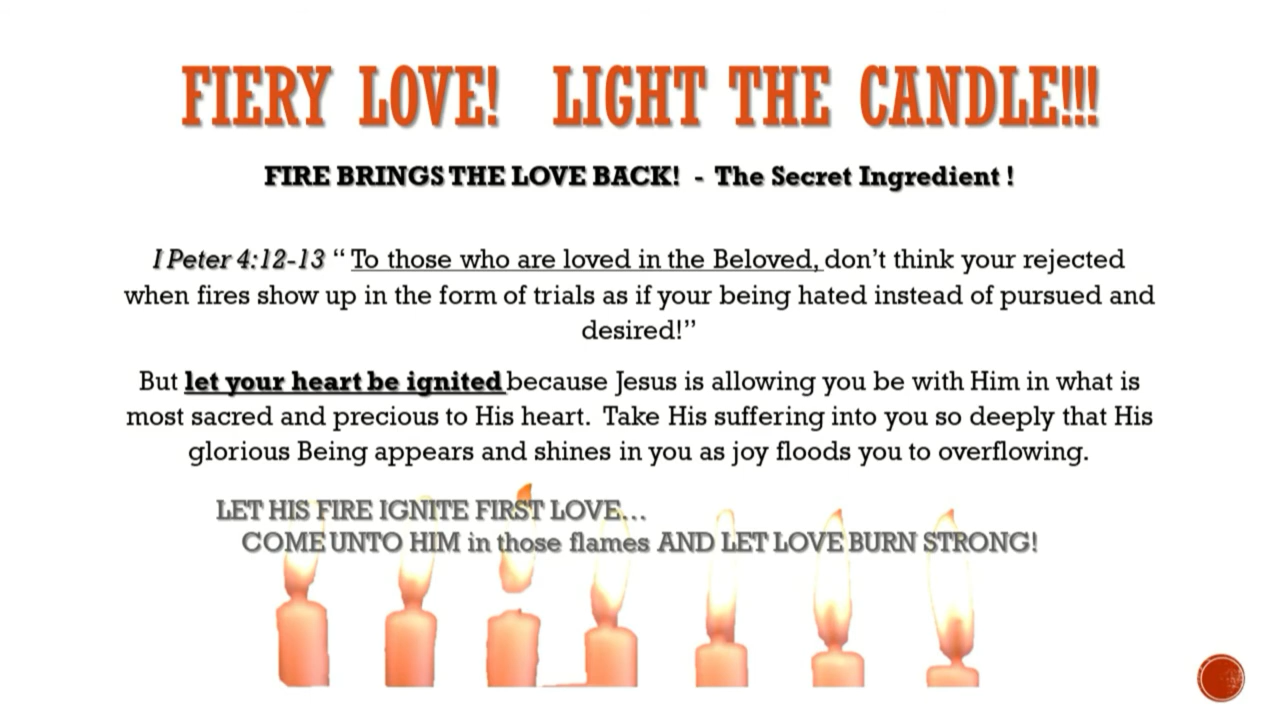 FIERY LOVE! LIGHT THE CANDLE!!!
FIRE BRINGS THE LOVE BACK! - The Secret Ingredient !
I Peter 4:12-13 “ To those who are loved in the Beloved, don’t think your rejected
when fires show up in the form of trials as if your being hated instead of pursued and
desired!”
But let your heart be ignited because Jesus is allowing you be with Him in what is
most sacred and precious to His heart. Take His suffering into you so deeply that His
glorious Being appears and shines in you as joy floods you to overflowing.
LET HIS FIRE IGNITE FIRST LOVE…
COME UNTO HIM in those flames AND LET LOVE BURN STRONG!